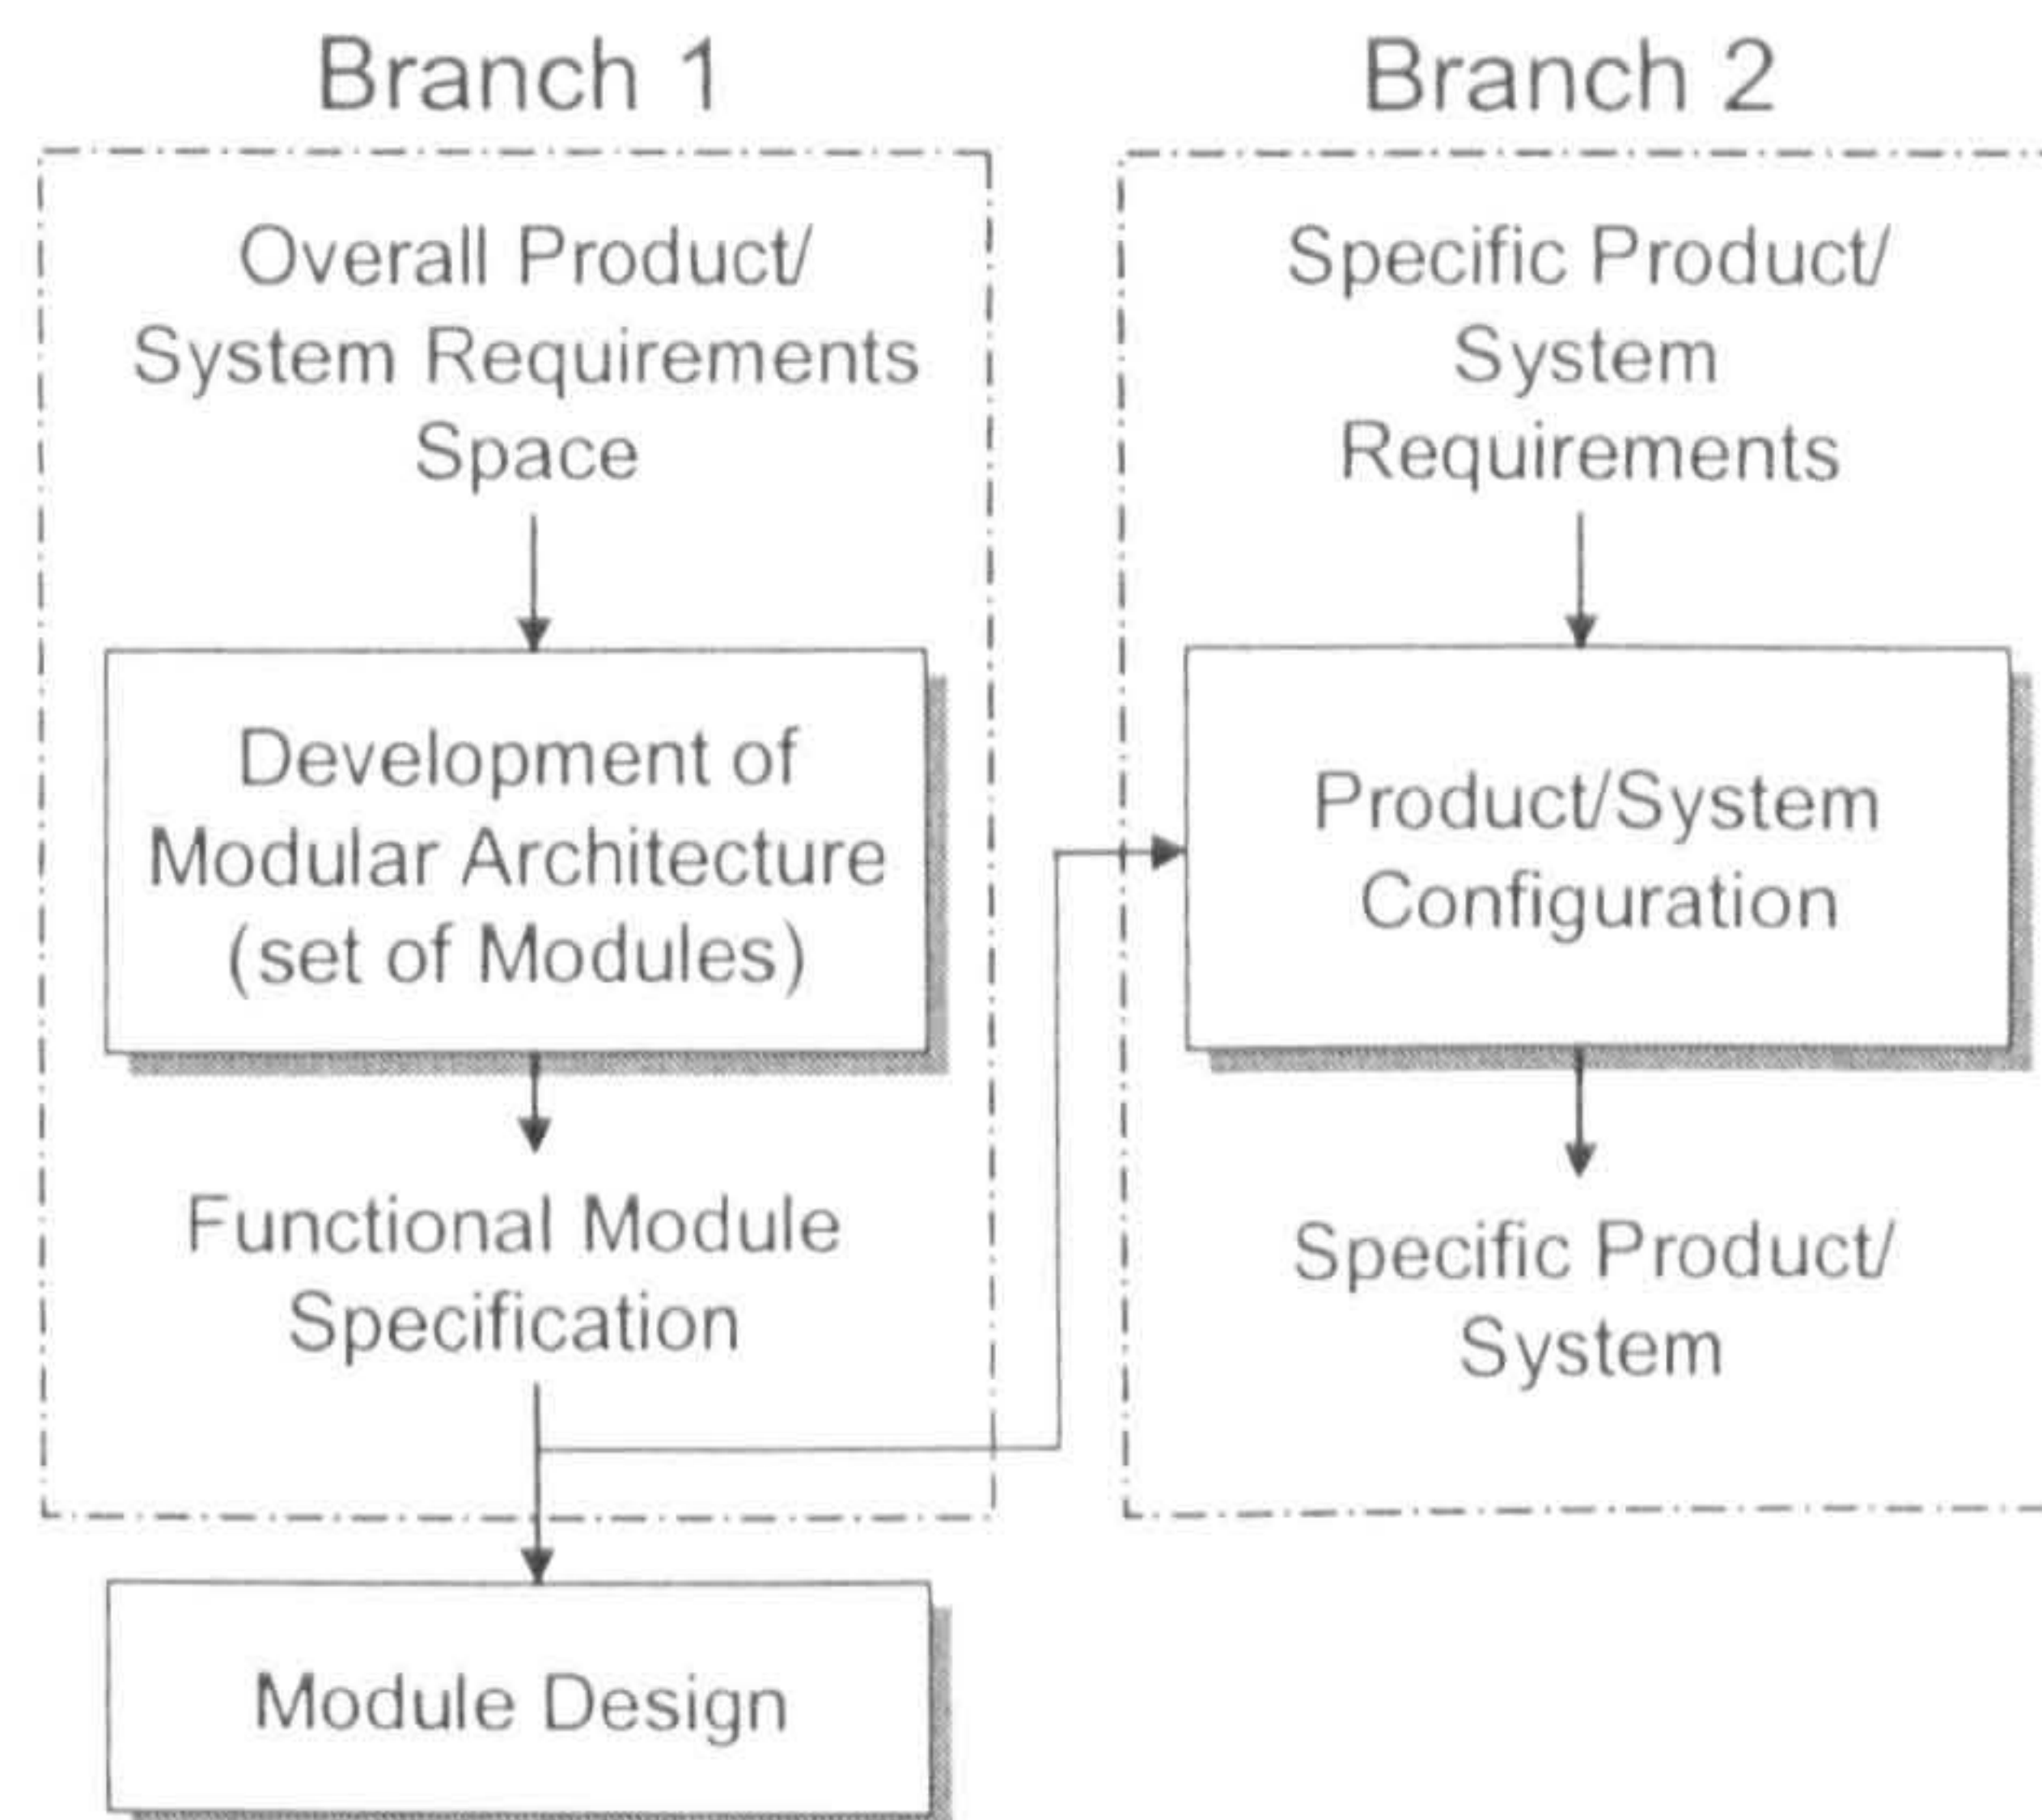 Branch 1
Overall Product/
System Requirements
Space
Development of
Modular Architecture
(set of Modules)
Functional Module
Specification
Module Design
Branch 2
Specific Product/
System
Requirements
Product/System
Configuration
Specific Product/
System